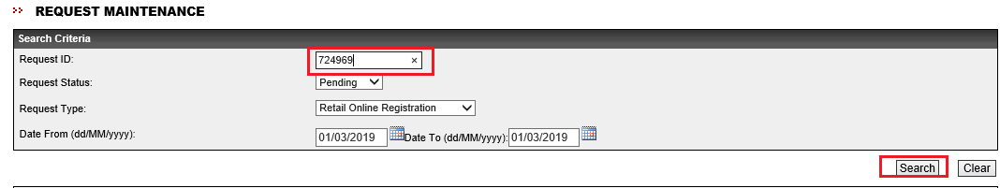 REQUEST MAINTENANCE
Search Criteria
Request ID: 724969 ×
Request Status: Pending
Request Type: Retail Online Registration
Date From (dd/MM/yyyy): 01/03/2019 Date To (dd/MM/yyyy): 01/03/2019
Search Clear